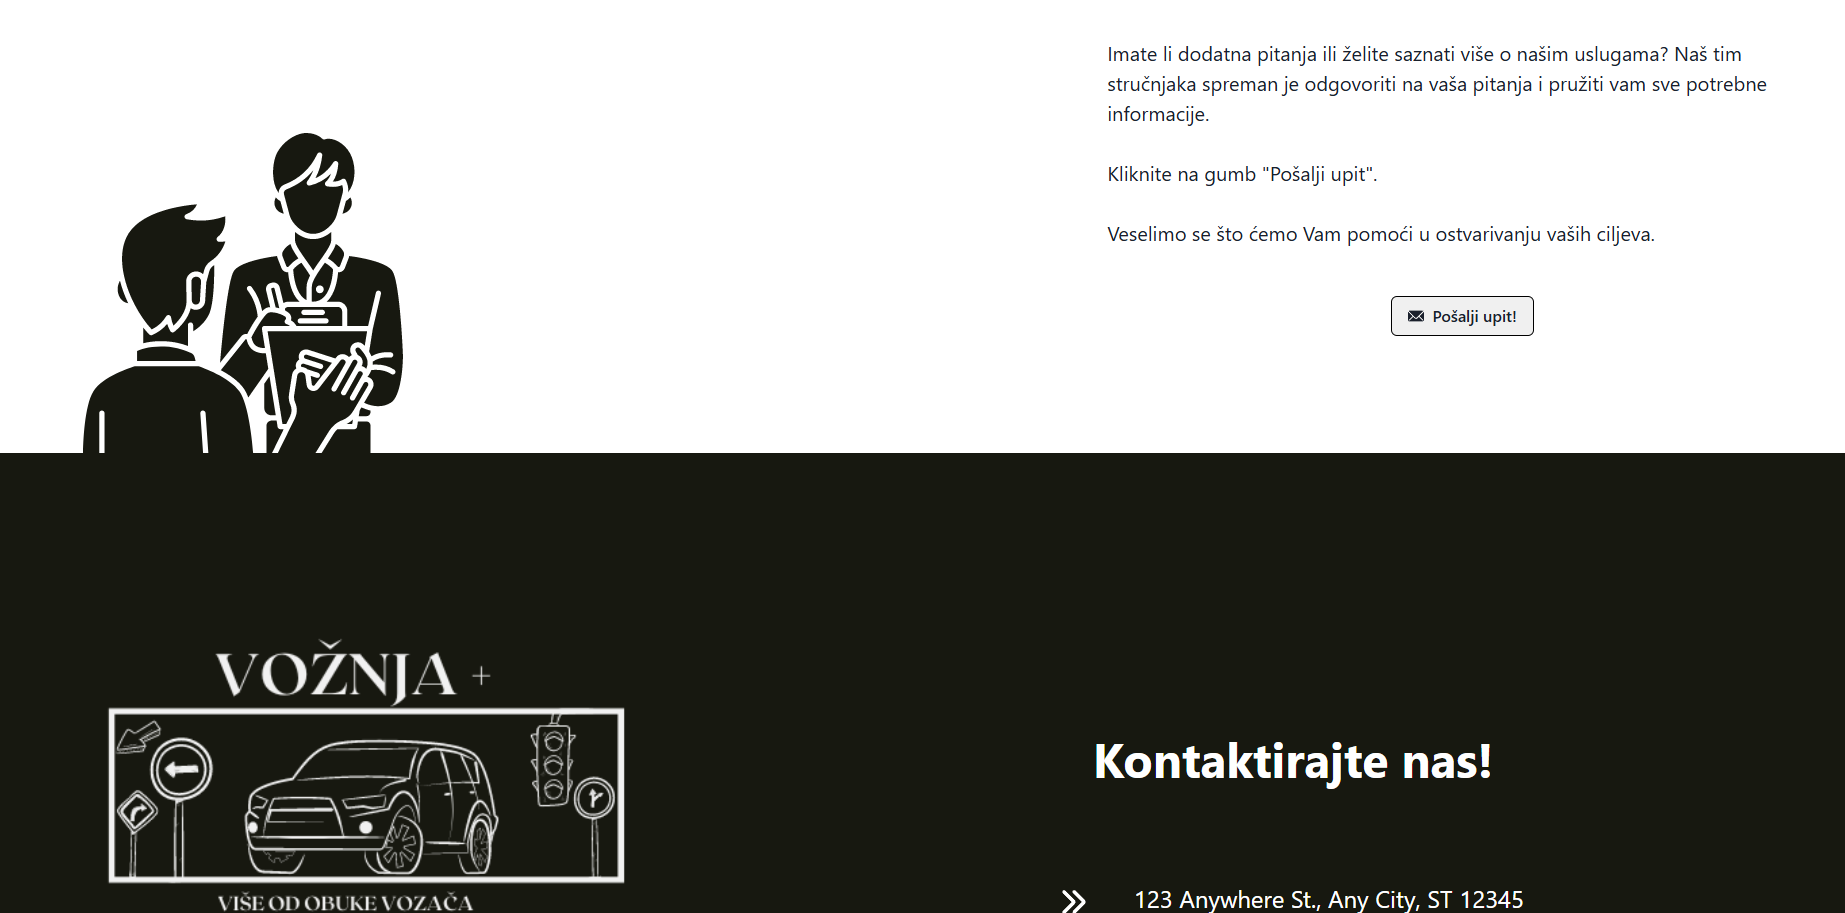 Imate li dodatna pitanja ili želite saznati više o našim uslugama? Naš tim
stručnjaka spreman je odgovoriti na vaša pitanja i pružiti vam sve potrebne
informacije.
Kliknite na gumb "Pošalji upit".
Veselimo se što ćemo Vam pomoći u ostvarivanju vaših ciljeva.
Pošalji upit!
VOŽNJA +
VIŠE OD OBUKE VOZAČA
Kontaktirajte nas!
123 Anywhere St., Any City, ST 12345